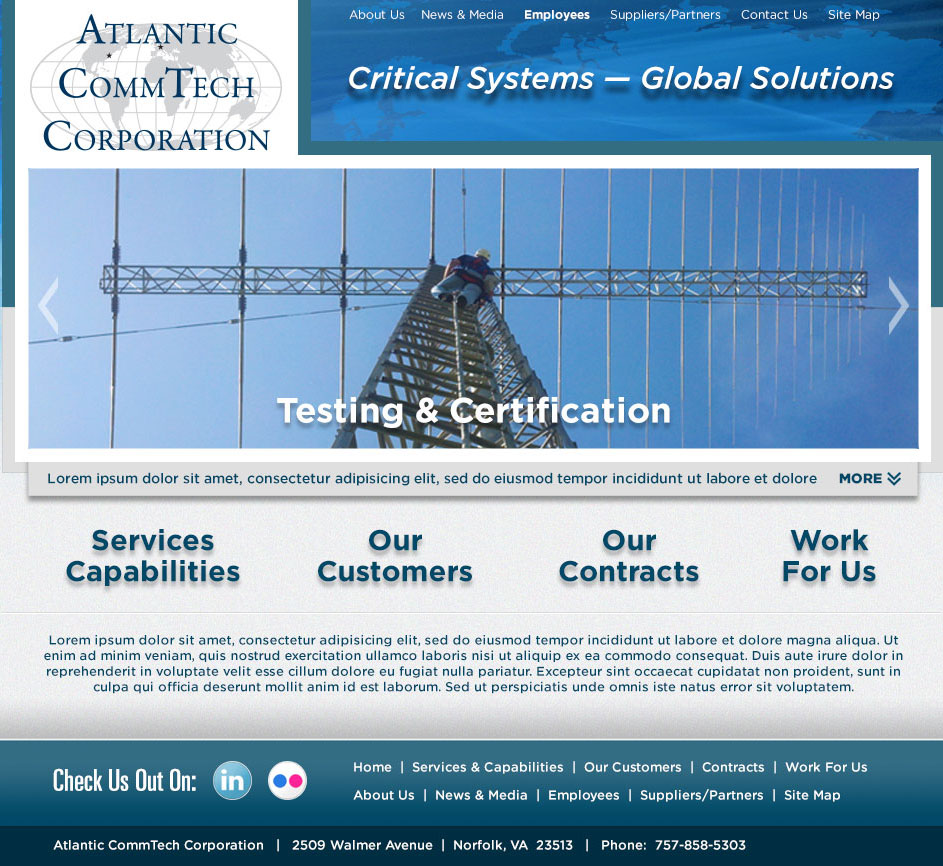 About Us News & Media Employees Suppliers/Partners Contact Us Site Map
ATLANTIC
COMMTECH
CORPORATION
Critical Systems — Global Solutions
Testing & Certification
Lorem ipsum dolor sit amet, consectetur adipisicing elit, sed do eiusmod tempor incididunt ut labore et dolore MORE
Services
Capabilities
Our
Customers
Our
Contracts
Work
For Us
Lorem ipsum dolor sit amet, consectetur adipisicing elit, sed do eiusmod tempor incididunt ut labore et dolore magna aliqua. Ut
enim ad minim veniam, quis nostrud exercitation ullamco laboris nisi ut aliquip ex ea commodo consequat. Duis aute irure dolor in
reprehenderit in voluptate velit esse cillum dolore eu fugiat nulla pariatur. Excepteur sint occaecat cupidatat non proident, sunt in
culpa qui officia deserunt mollit anim id est laborum. Sed ut perspiciatis unde omnis iste natus error sit voluptatem.
Check Us Out On: in
Home | Services & Capabilities | Our Customers | Contracts | Work For Us
About Us | News & Media | Employees | Suppliers/Partners | Site Map
Atlantic CommTech Corporation | 2509 Walmer Avenue | Norfolk, VA 23513 | Phone: 757-858-5303